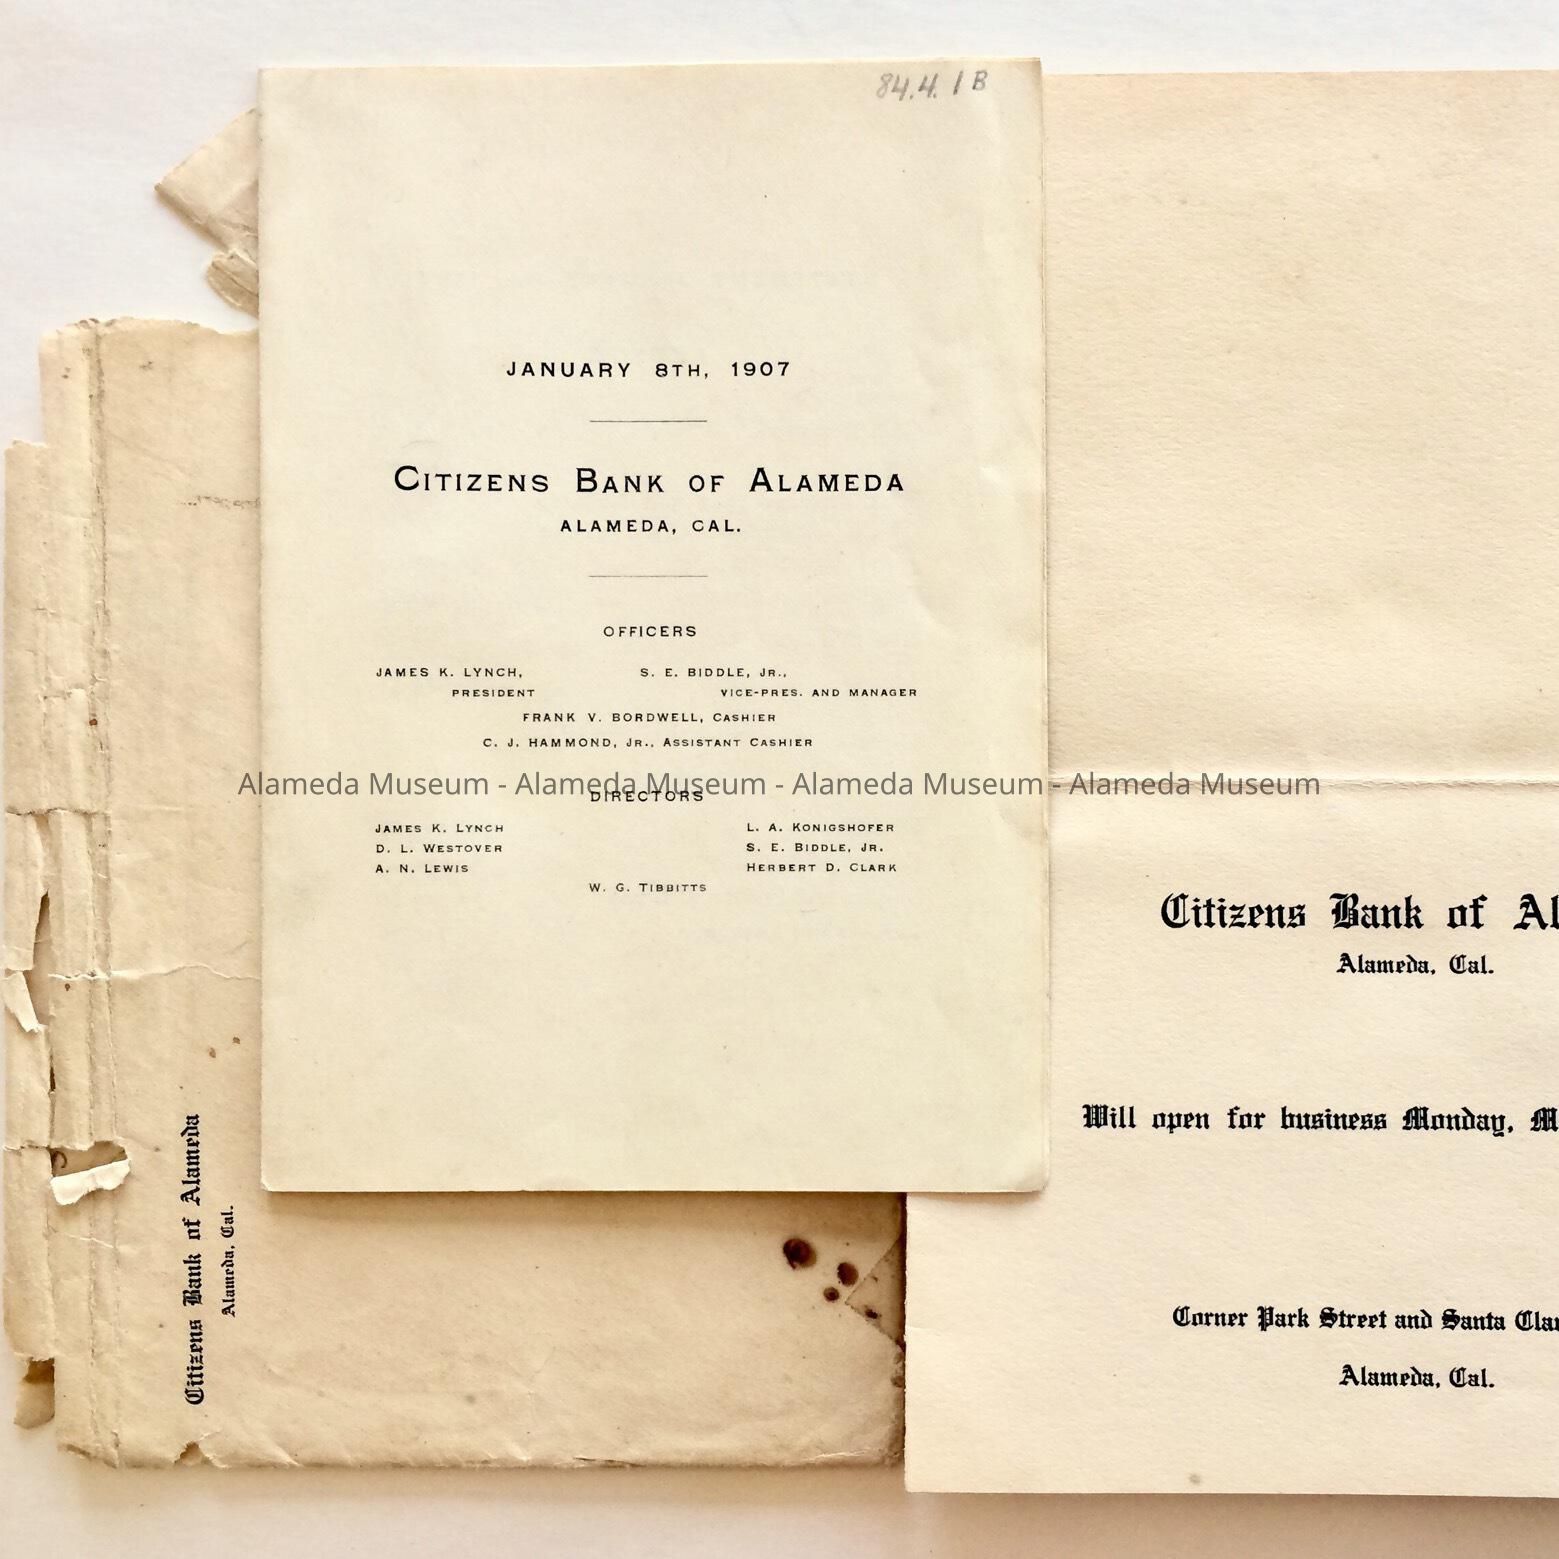 84.4.1B
JANUARY 8TH, 1907
CITIZENS BANK OF ALAMEDA
ALAMEDA, CAL.
OFFICERS
JAMES K. LYNCH, S. E. BIDDLE, JR.,
PRESIDENT VICE-PRES. AND MANAGER
FRANK V. BORDWELL, CASHIER
C. J. HAMMOND, JR., ASSISTANT CASHIER
Alameda Museum - Alameda Museum - Alameda Museum - Alameda Museum
DIRECTORS
JAMES K. LYNCH L. A. KONIGSHOFER
D. L. WESTOVER S. E. BIDDLE, JR.
A. N. LEWIS HERBERT D. CLARK
W. G. TIBBITTS
Citizens Bank of Al
Alameda, Cal.
Will open for business Monday, M
Corner Park Street and Santa Cla
Alameda, Cal.
Citizens Bank of Alameda
Alameda, Cal.